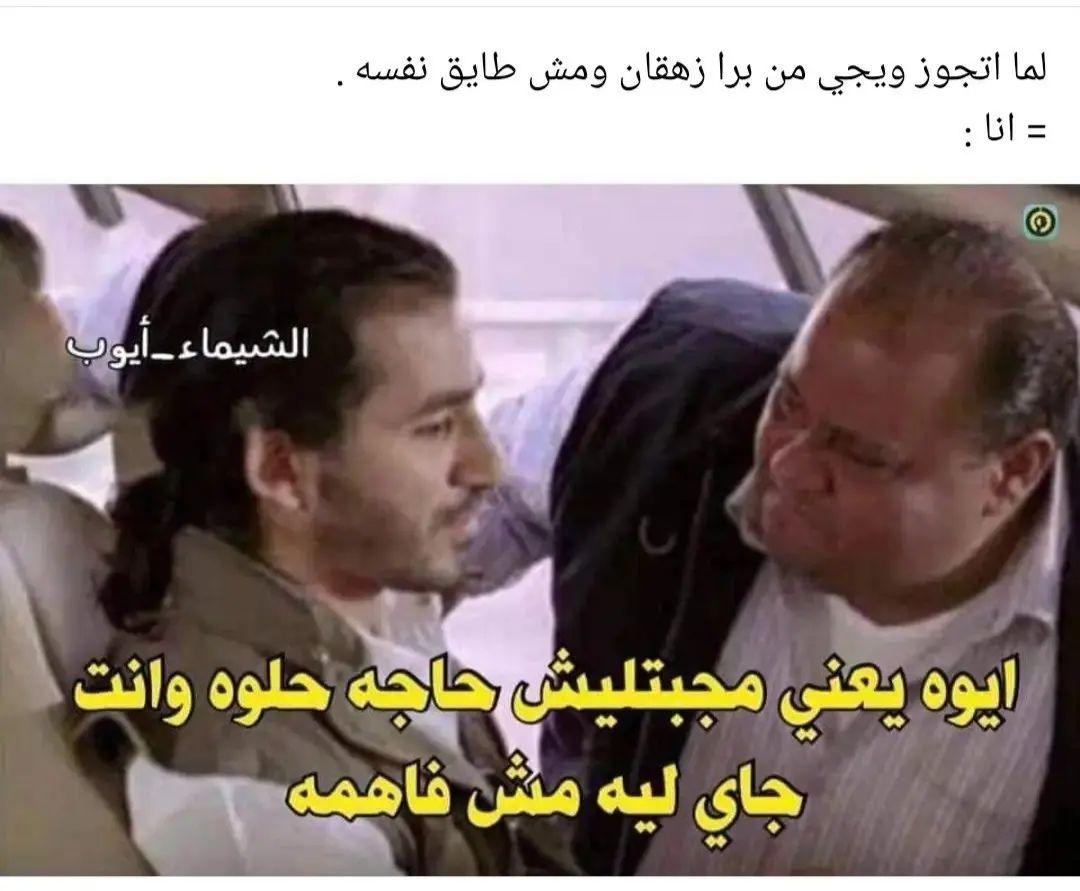 لما اتجوز ويجي من برا زهقان ومش طايق نفسه .
= انا :
الشيماء_أيوب
ايوه يعني مجبتليش حاجه حلوه وانت
جاي ليه مش فاهمه